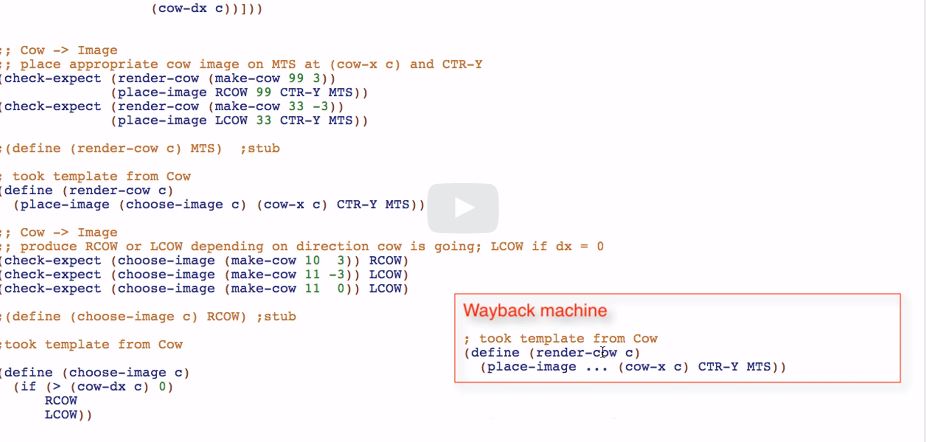 (cow-dx c))]))
;; Cow -> Image
;; place appropriate cow image on MTS at (cow-x c) and CTR-Y
(check-expect (render-cow (make-cow 99 3))
(place-image RCOW 99 CTR-Y MTS))
(check-expect (render-cow (make-cow 33 -3))
(place-image LCOW 33 CTR-Y MTS))
;(define (render-cow c) MTS) ;stub
; took template from Cow
(define (render-cow c)
(place-image (choose-image c) (cow-x c) CTR-Y MTS))
;; Cow -> Image
;; produce RCOW or LCOW depending on direction cow is going; LCOW if dx = 0
(check-expect (choose-image (make-cow 10 3)) RCOW)
(check-expect (choose-image (make-cow 11 -3)) LCOW)
(check-expect (choose-image (make-cow 11 0)) LCOW)
;(define (choose-image c) RCOW) ;stub
;took template from Cow
(define (choose-image c)
(if (> (cow-dx c) 0)
RCOW
LCOW))
Wayback machine
; took template from Cow
(define (render-cow c)
(place-image ... (cow-x c) CTR-Y MTS))